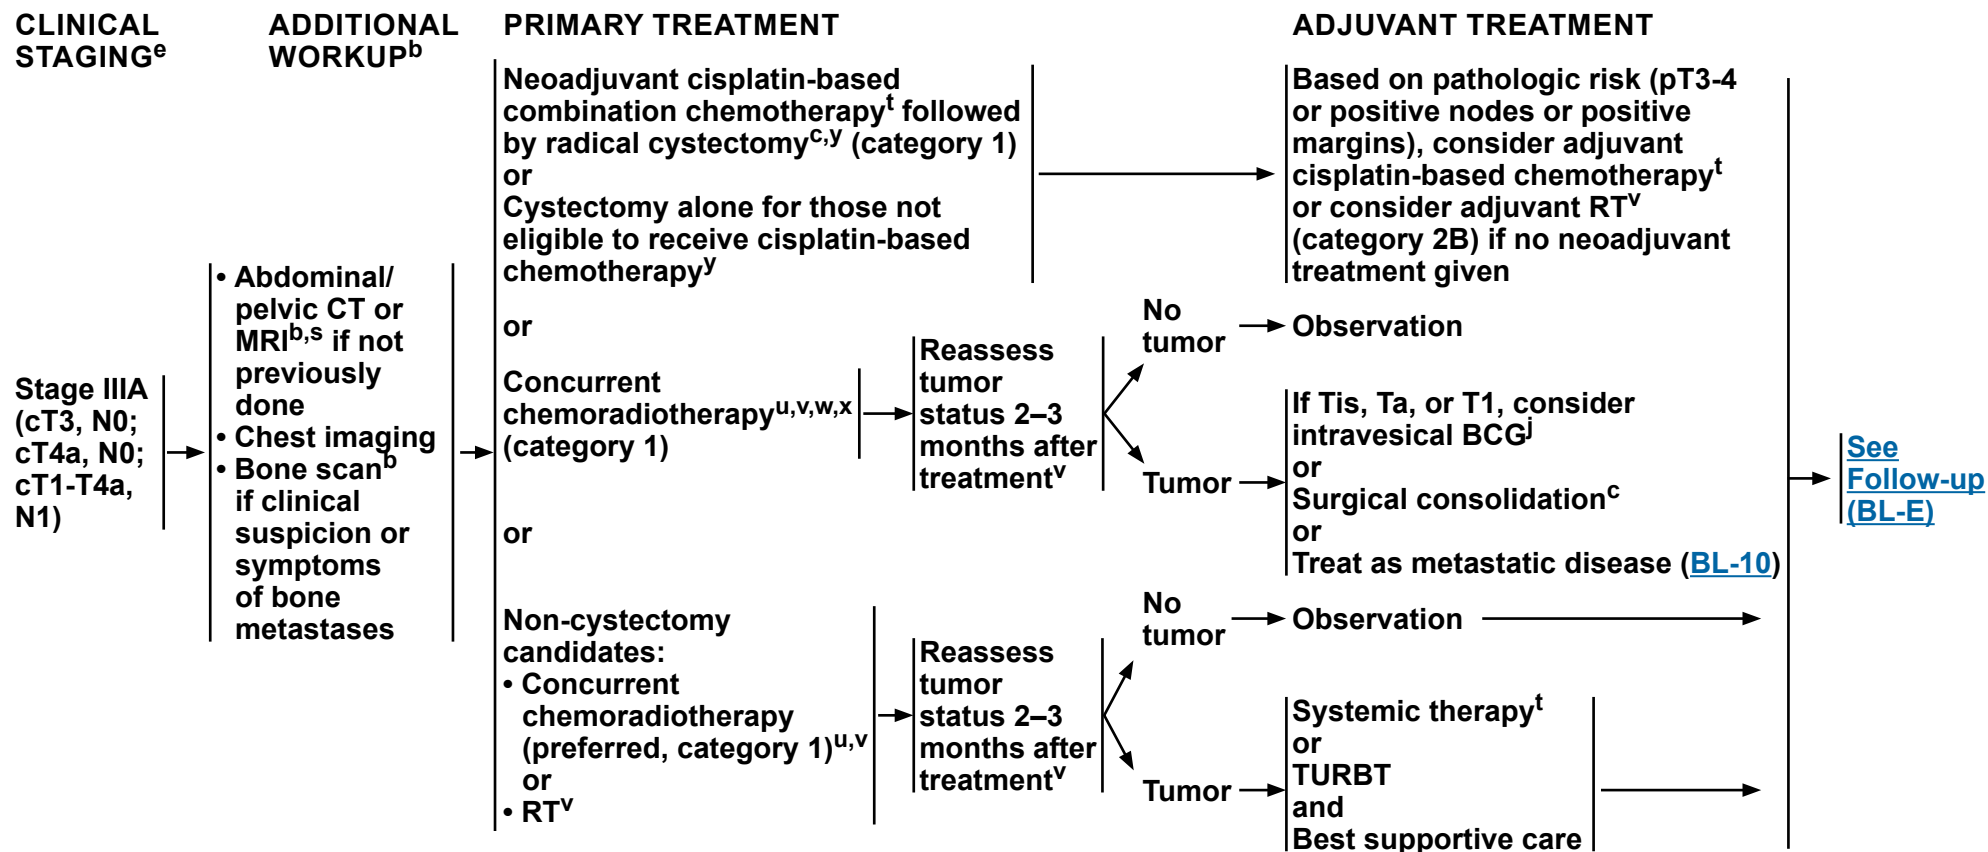 CLINICAL
STAGINGe
ADDITIONAL
WORKUPb
PRIMARY TREATMENT
ADJUVANT TREATMENT
Stage IIIA
(cT3, N0;
cT4a, N0;
cT1-T4a,
N1)
• Abdominal/
pelvic CT or
MRIb,s if not
previously
done
• Chest imaging
• Bone scanb
if clinical
suspicion or
symptoms
of bone
metastases
Neoadjuvant cisplatin-based
combination chemotherapyt followed
by radical cystectomyc,y (category 1)
or
Cystectomy alone for those not
eligible to receive cisplatin-based
chemotherapyy
Based on pathologic risk (pT3-4
or positive nodes or positive
margins), consider adjuvant
cisplatin-based chemotherapyt
or consider adjuvant RTv
(category 2B) if no neoadjuvant
treatment given
or
Concurrent
chemoradiotherapyu,v,w,x
(category 1)
Reassess
tumor
status 2–3
months after
treatmentv
No
tumor
Observation
Tumor
If Tis, Ta, or T1, consider
intravesical BCGj
or
Surgical consolidationc
or
Treat as metastatic disease (BL-10)
or
Non-cystectomy
candidates:
• Concurrent
chemoradiotherapy
(preferred, category 1)u,v
or
• RTv
Reassess
tumor
status 2–3
months after
treatmentv
No
tumor
Observation
Tumor
Systemic therapyt
or
TURBT
and
Best supportive care
See
Follow-up
(BL-E)